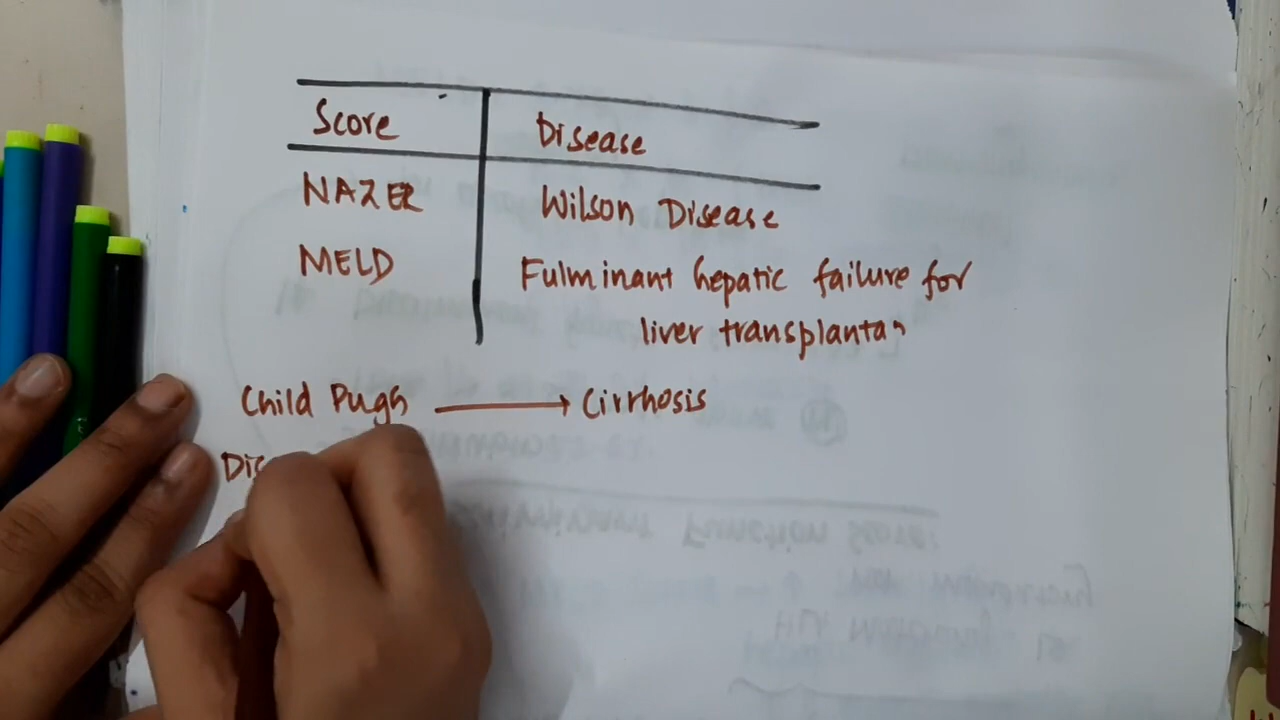 Score Disease
NAZER Wilson Disease
MELD Fulminant hepatic failure for
liver transplantan
Child Pugh → Cirrhosis